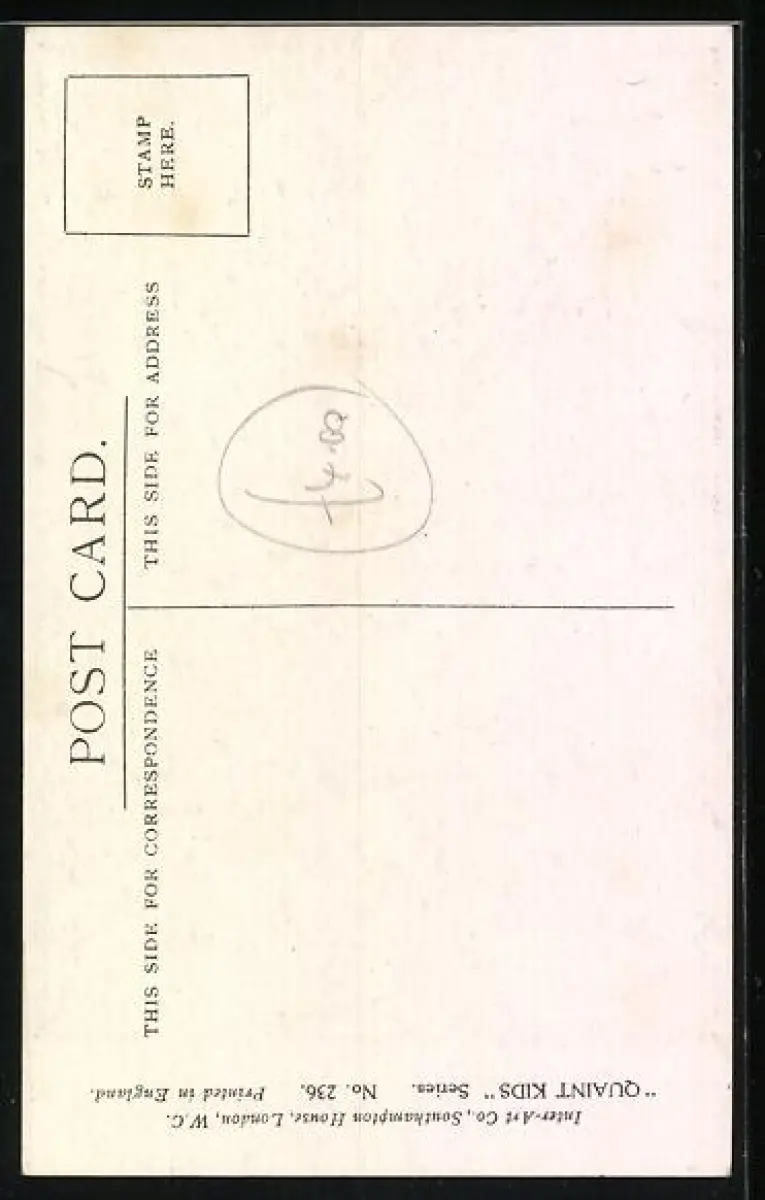 POST CARD.
STAMP
HERE.
THIS SIDE FOR CORRESPONDENCE
THIS SIDE FOR ADDRESS
"QUAINT KIDS" Series. No. 236. Printed in England.
Inter-Art Co., Southampton House, London, W.C.